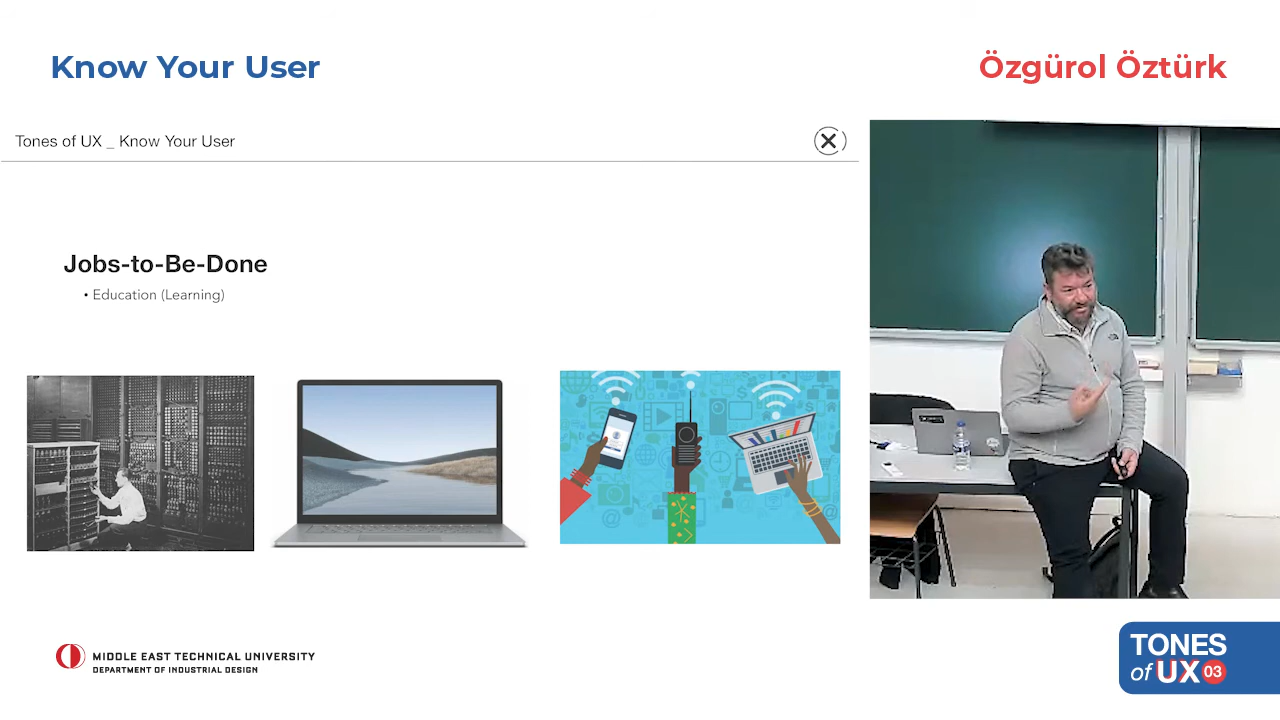 Know Your User
Özgürol Öztürk
Tones of UX _ Know Your User
Jobs-to-Be-Done
• Education (Learning)
MIDDLE EAST TECHNICAL UNIVERSITY
DEPARTMENT OF INDUSTRIAL DESIGN
TONES
of UX 03